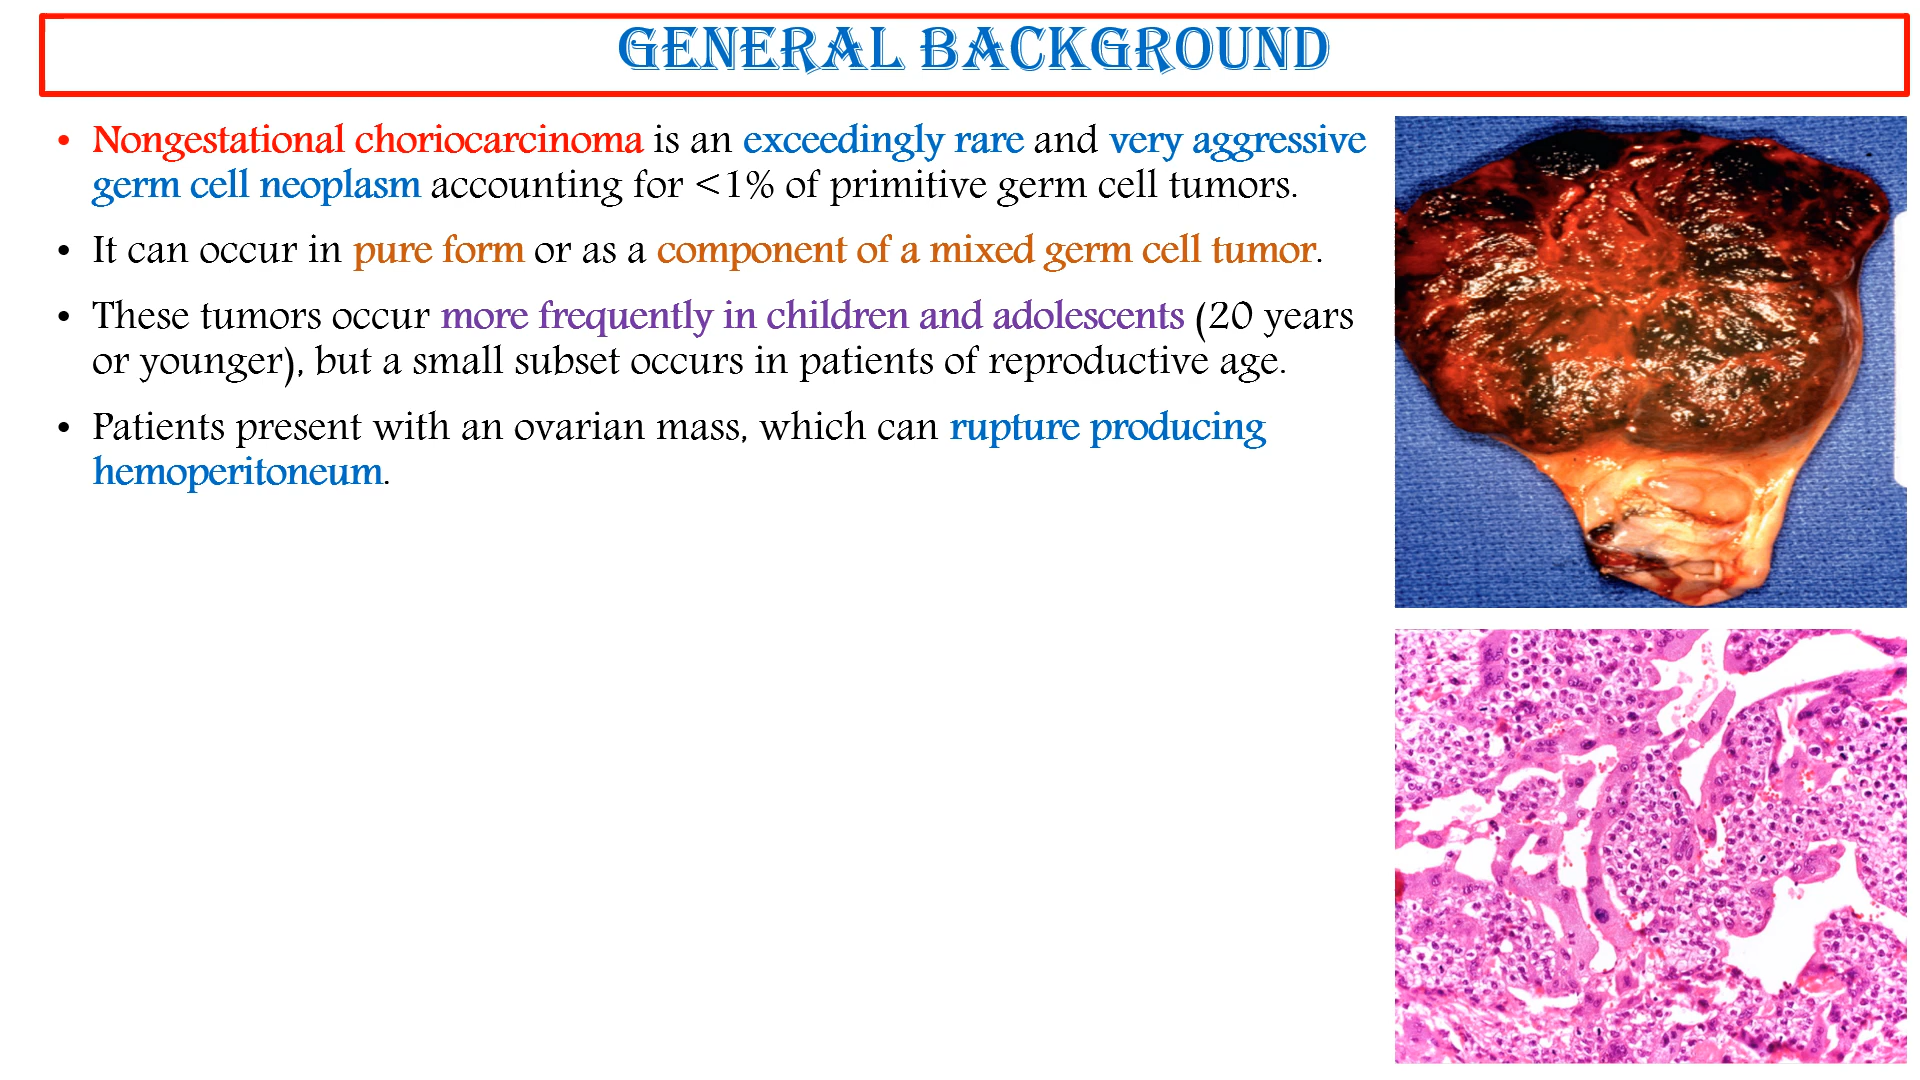 GENERAL BACKGROUND
• Nongestational choriocarcinoma is an exceedingly rare and very aggressive
germ cell neoplasm accounting for <1% of primitive germ cell tumors.
• It can occur in pure form or as a component of a mixed germ cell tumor.
• These tumors occur more frequently in children and adolescents (20 years
or younger), but a small subset occurs in patients of reproductive age.
• Patients present with an ovarian mass, which can rupture producing
hemoperitoneum.